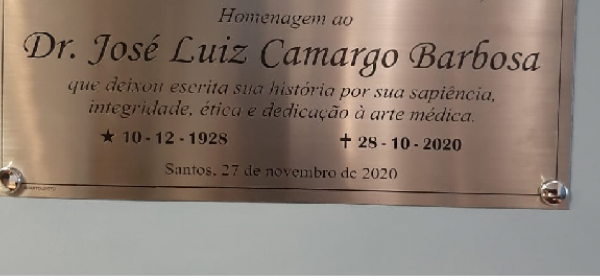 Homenagem ao
Dr. José Luiz Camargo Barbosa
que deixou escrita sua história por sua sapiência,
integridade, ética e dedicação à arte médica.
★ 10-12-1928 ✝ 28-10-2020
Santos, 27 de novembro de 2020